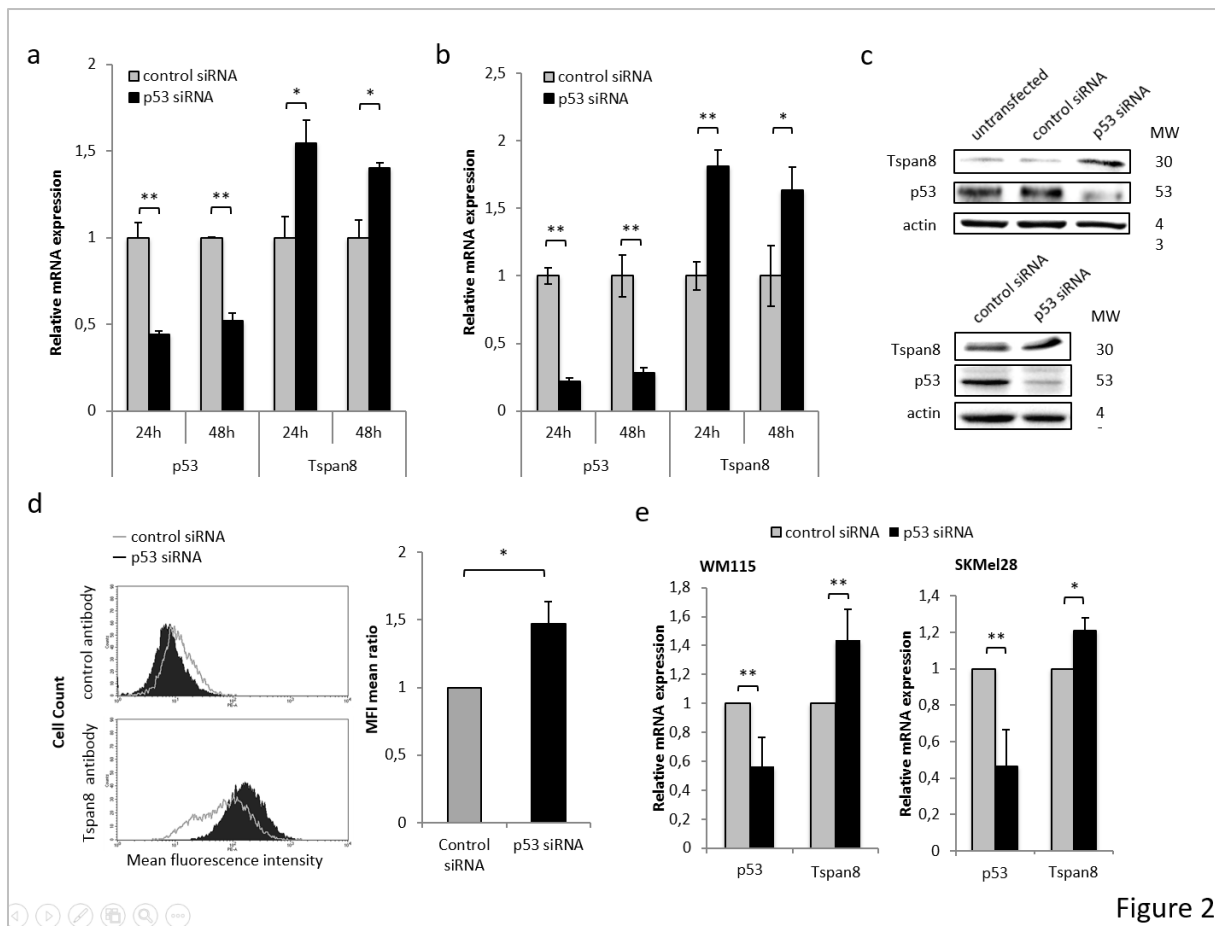 a
control siRNA
p53 siRNA
Relative mRNA expression
2
1,5
1
0,5
0
**
**
*
*
24h 48h 24h 48h
p53 Tspan8
b
control siRNA
p53 siRNA
Relative mRNA expression
2,5
2
1,5
1
0,5
0
**
**
**
*
24h 48h 24h 48h
p53 Tspan8
c
untransfected control siRNA p53 siRNA MW
Tspan8 30
p53 53
actin 4
3
control siRNA p53 siRNA MW
Tspan8 30
p53 53
actin 4
d
control siRNA
p53 siRNA
Cell Count
control antibody
Tspan8 antibody
Counts
PE-A
Counts
PE-A
Mean fluorescence intensity
MFI mean ratio
2
1,5
1
0,5
0
*
Control
siRNA
p53 siRNA
e
control siRNA p53 siRNA
WM115
Relative mRNA expression
1,8
1,6
1,4
1,2
1
0,8
0,6
0,4
0,2
0,0
**
**
p53 Tspan8
SKMel28
Relative mRNA expression
1,4
1,2
1
0,8
0,6
0,4
0,2
0
**
*
p53 Tspan8
Figure 2